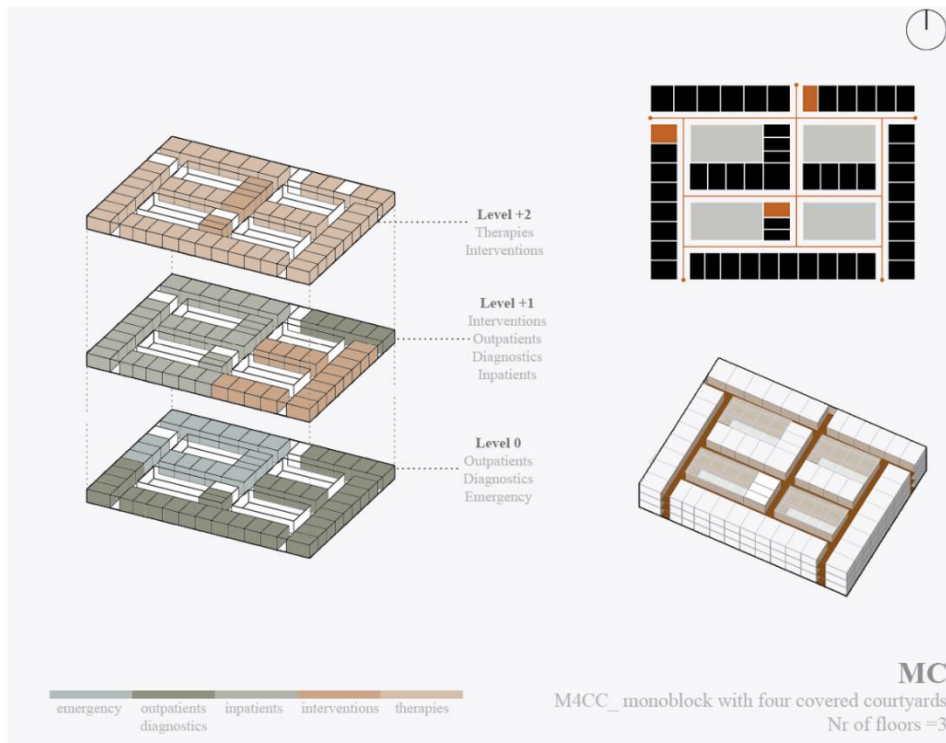 Level +2
Therapies
Interventions
Level +1
Interventions
Outpatients
Diagnostics
Inpatients
Level 0
Outpatients
Diagnostics
Emergency
emergency
outpatients
diagnostics
inpatients
interventions
therapies
MC
M4CC_ monoblock with four covered courtyards
Nr of floors =3